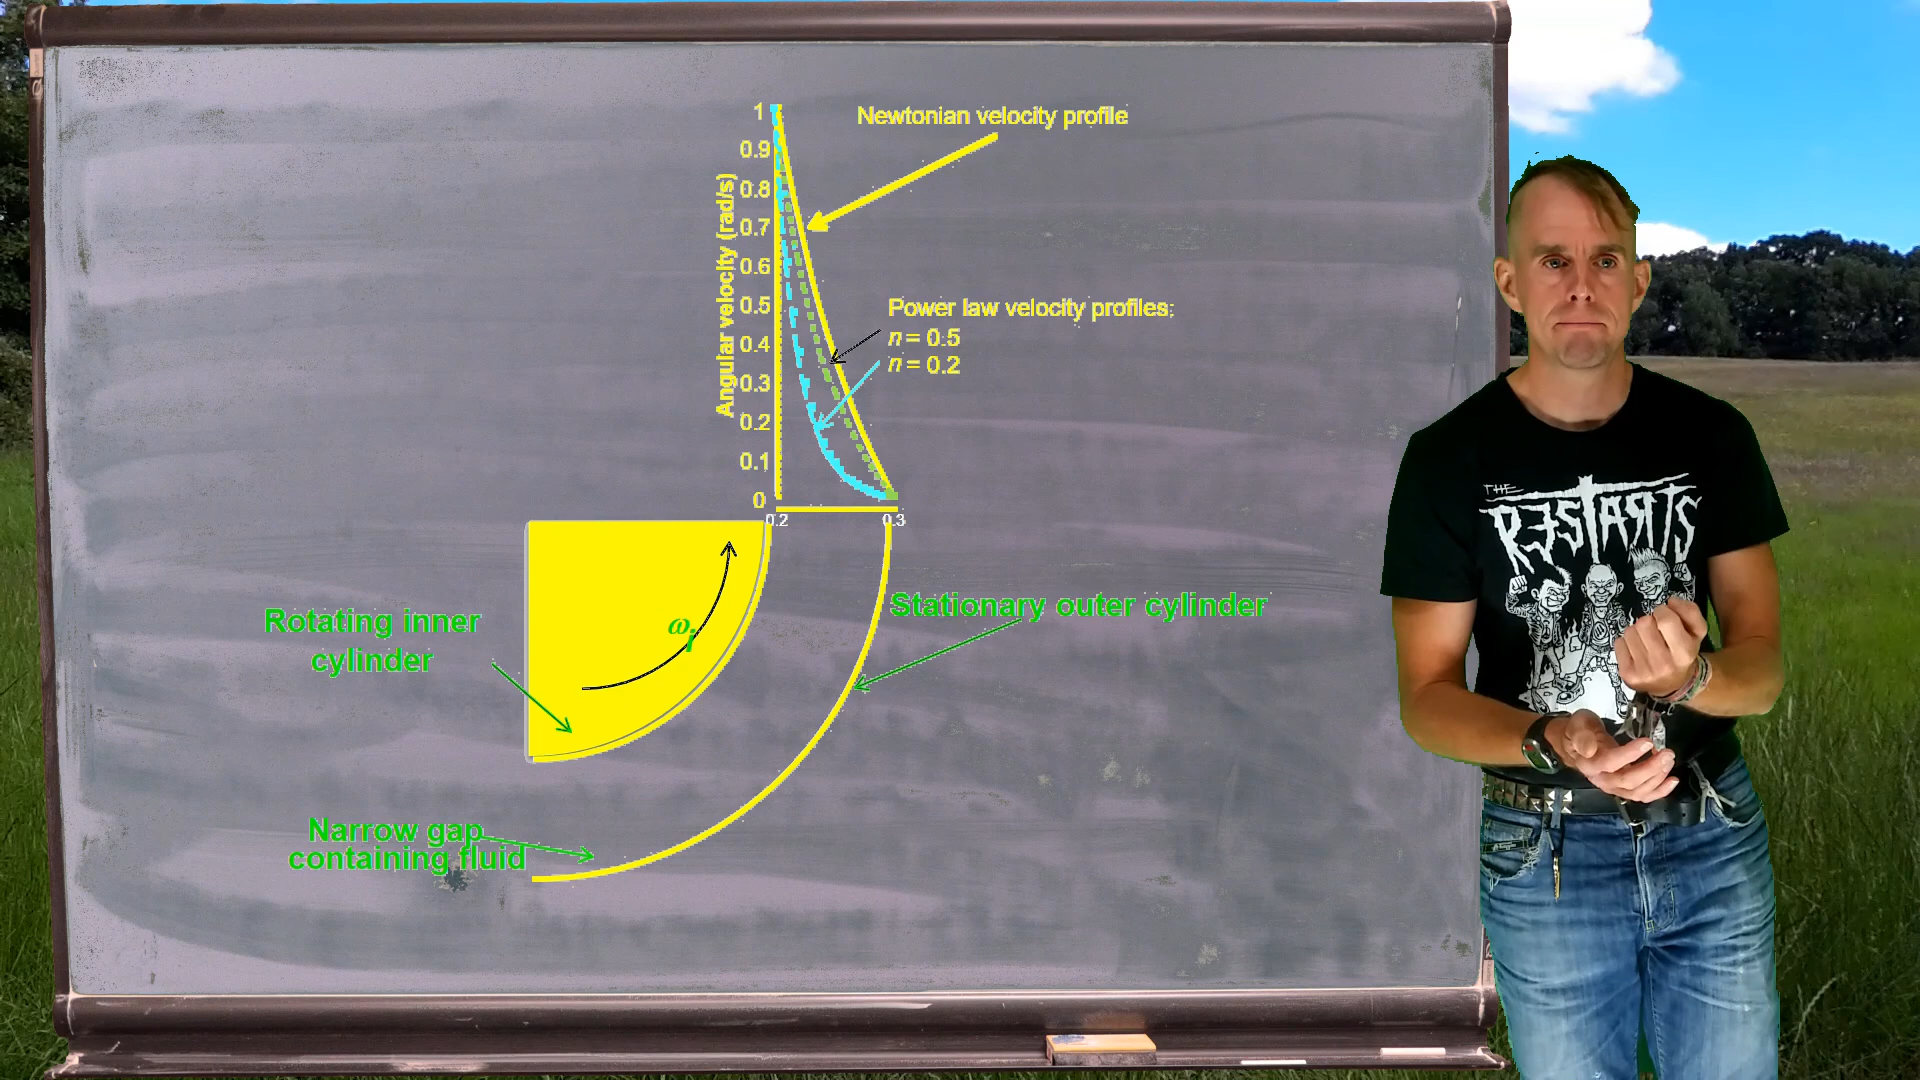 1
0.9
0.8
0.7
0.6
0.5
0.4
0.3
0.2
0.1
0
Angular velocity (rad/s)
0.2
0.3
Newtonian velocity profile
Power law velocity profiles:
n = 0.5
n = 0.2
Rotating inner
cylinder
ωi
Stationary outer cylinder
Narrow gap
containing fluid
THE
RESTARTS